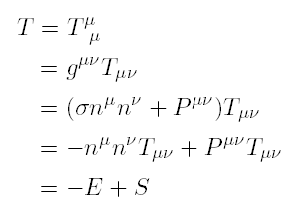 T = T^μ_μ
= g^{μν}T_{μν}
= (σn^μn^ν + P^{μν})T_{μν}
= −n^μn^νT_{μν} + P^{μν}T_{μν}
= −E + S